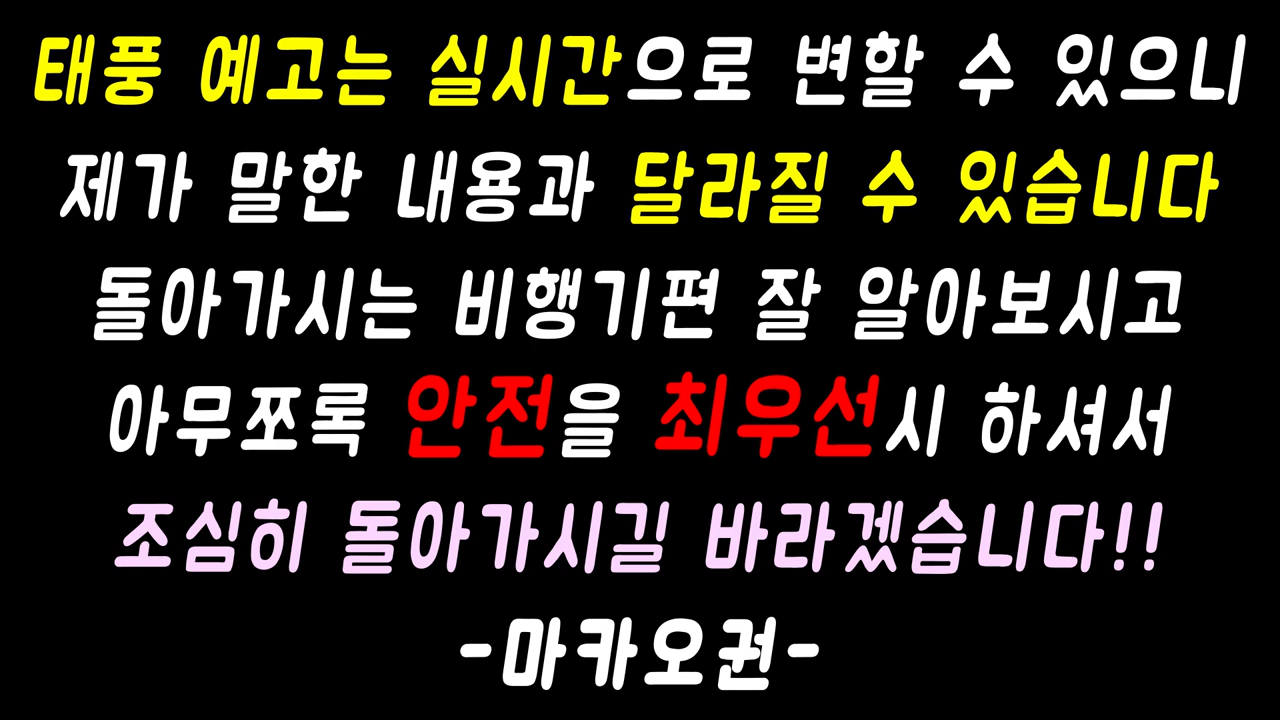 태풍 예고는 실시간으로 변할 수 있으니
제가 말한 내용과 달라질 수 있습니다
돌아가시는 비행기편 잘 알아보시고
아무쪼록 안전을 최우선시 하셔서
조심히 돌아가시길 바라겠습니다!!
-마카오권-